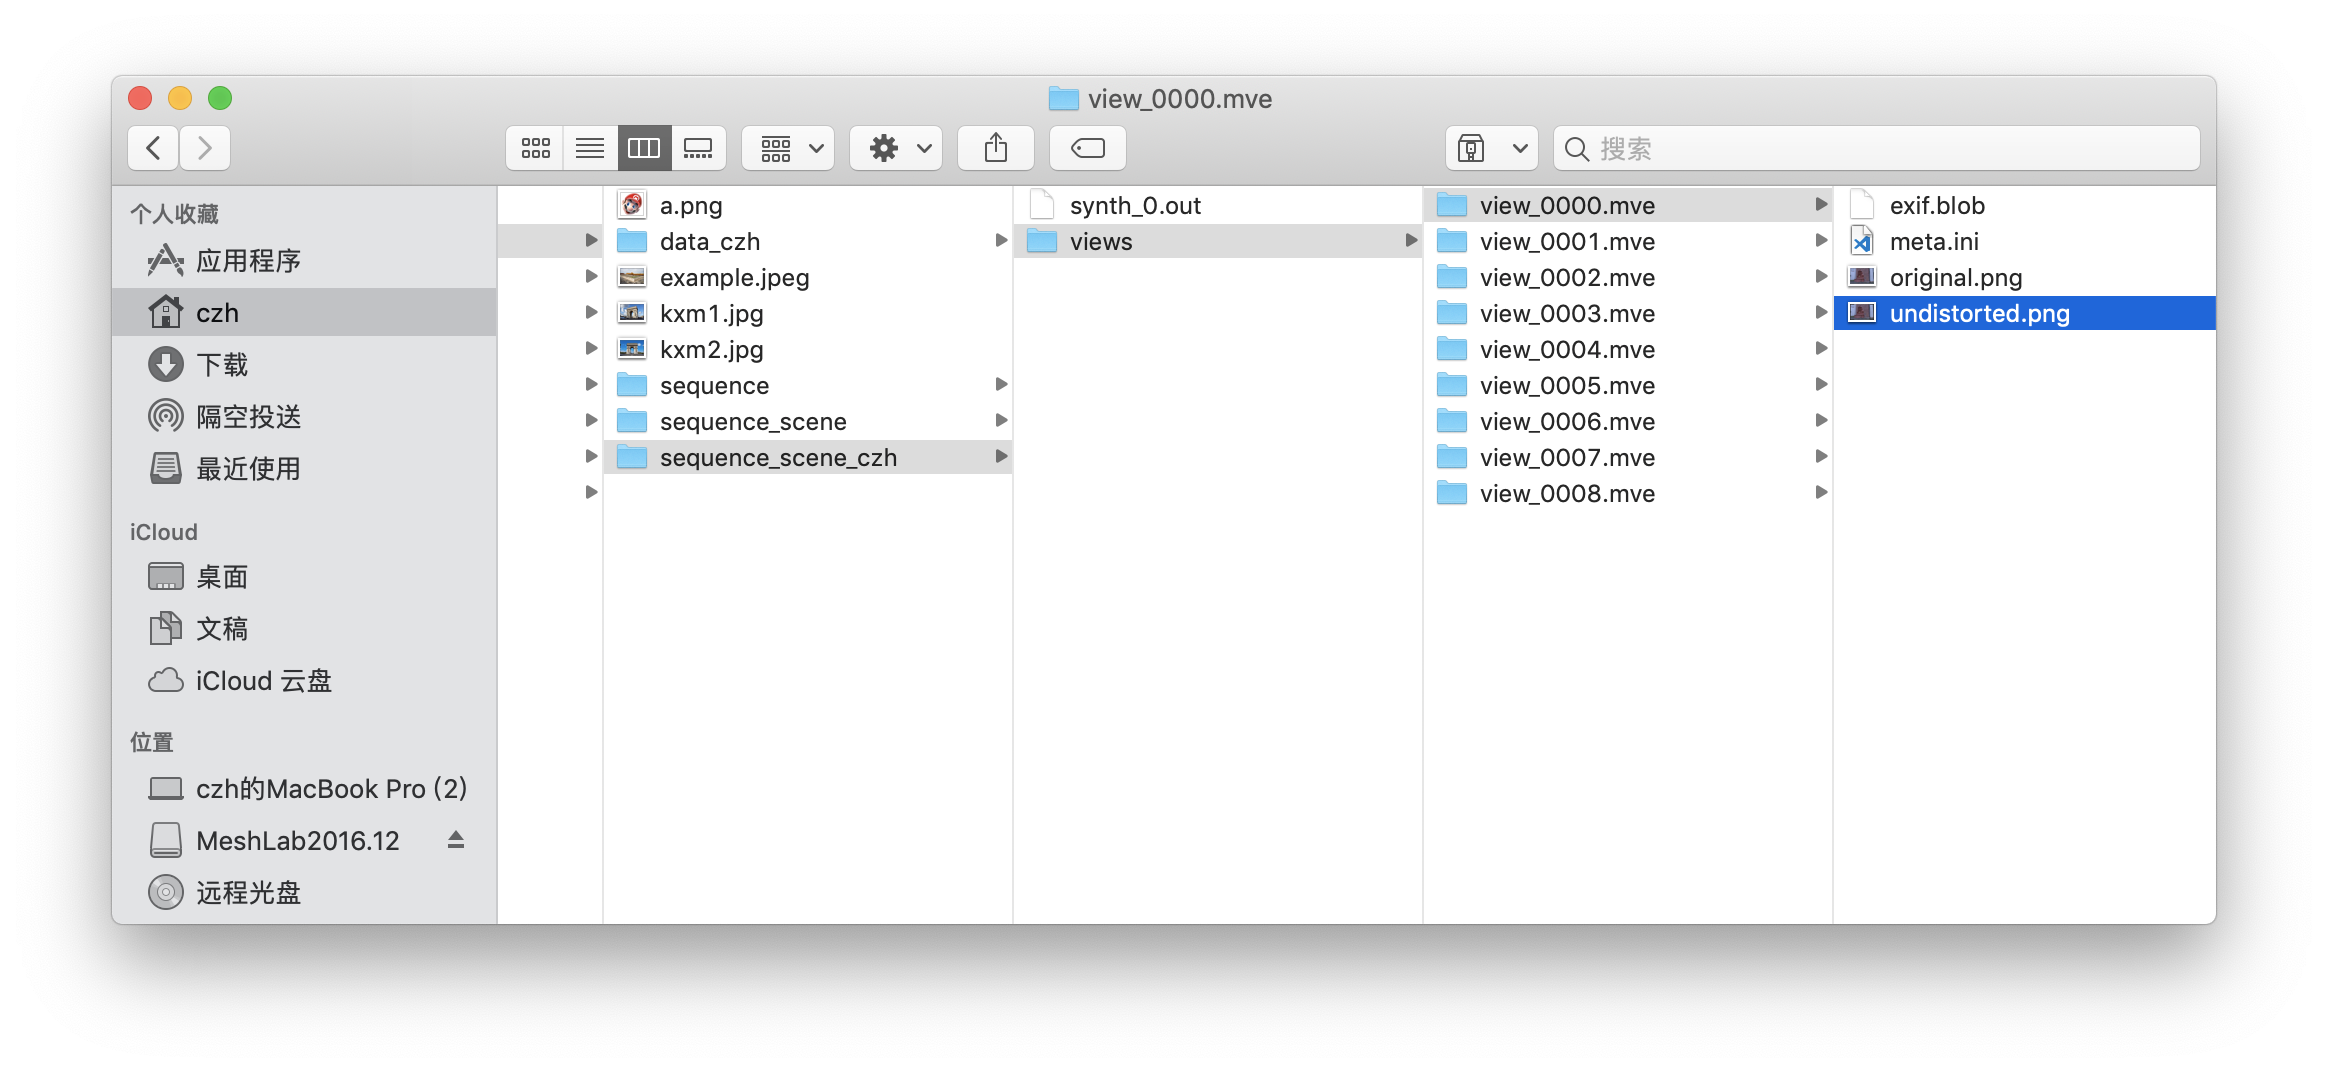 view_0000.mve
搜索
个人收藏
应用程序
czh
下载
隔空投送
最近使用
iCloud
桌面
文稿
iCloud 云盘
位置
czh的MacBook Pro (2)
MeshLab2016.12
远程光盘
a.png
data_czh
example.jpeg
kxm1.jpg
kxm2.jpg
sequence
sequence_scene
sequence_scene_czh
synth_0.out
views
view_0000.mve
view_0001.mve
view_0002.mve
view_0003.mve
view_0004.mve
view_0005.mve
view_0006.mve
view_0007.mve
view_0008.mve
exif.blob
meta.ini
original.png
undistorted.png